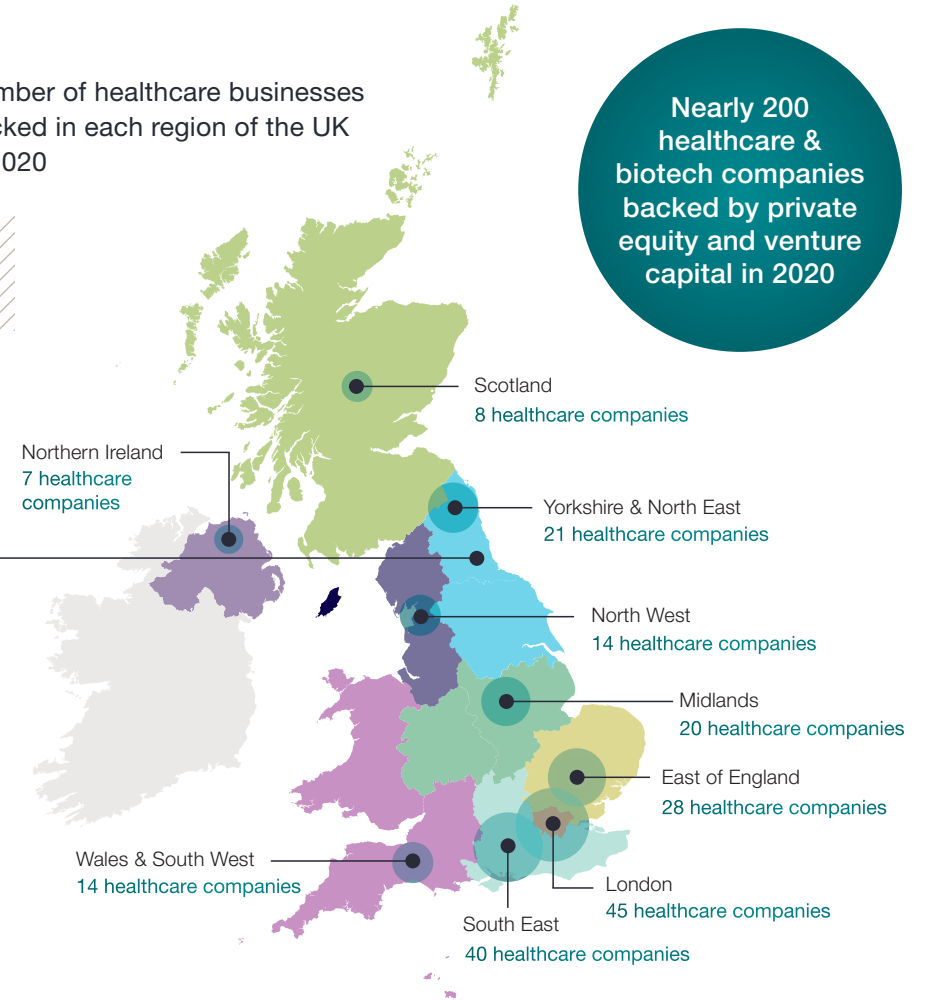 mber of healthcare businesses
cked in each region of the UK
020
Nearly 200
healthcare &
biotech companies
backed by private
equity and venture
capital in 2020
Scotland
8 healthcare companies
Northern Ireland
7 healthcare
companies
Yorkshire & North East
21 healthcare companies
North West
14 healthcare companies
Midlands
20 healthcare companies
East of England
28 healthcare companies
Wales & South West
14 healthcare companies
London
45 healthcare companies
South East
40 healthcare companies